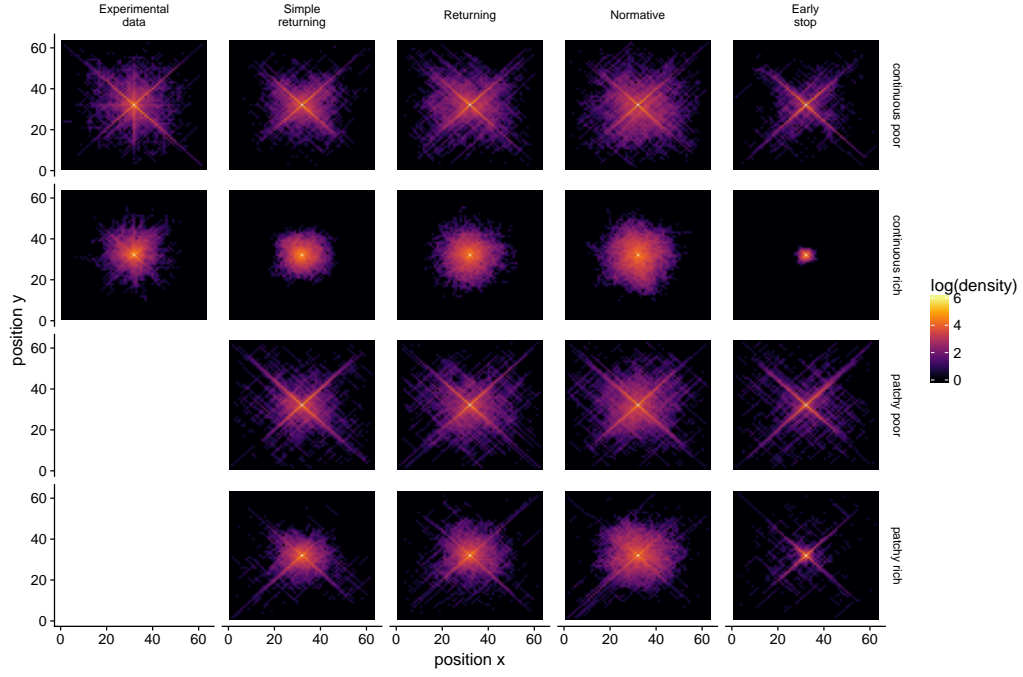 Experimental
data
Simple
returning
Returning
Normative
Early
stop
60
40
20
0
continuous poor
60
40
20
0
continuous rich
60
40
20
0
patchy poor
60
40
20
0
patchy rich
position y
0 20 40 60
0 20 40 60
0 20 40 60
0 20 40 60
0 20 40 60
position x
log(density)
6
4
2
0